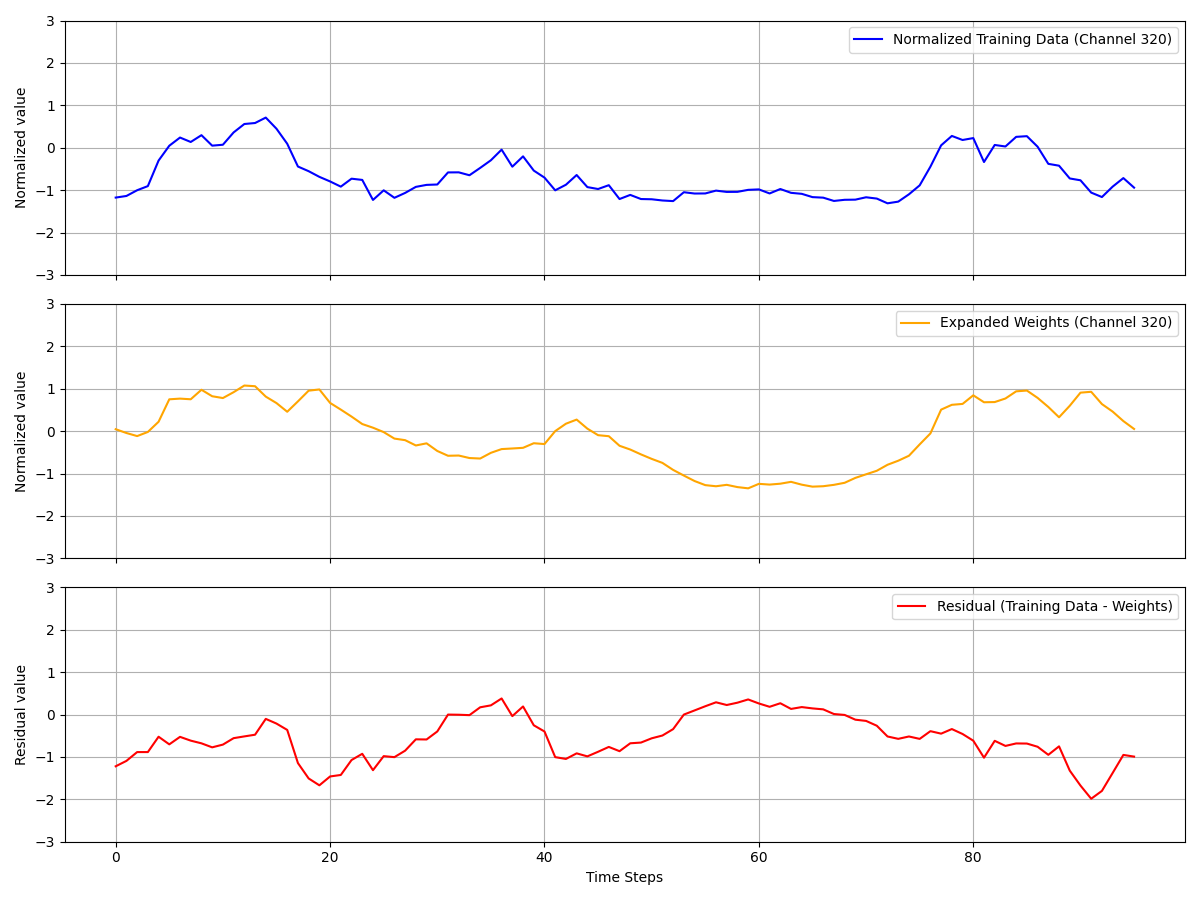 Normalized value
3
2
1
0
−1
−2
−3
Normalized Training Data (Channel 320)
Normalized value
3
2
1
0
−1
−2
−3
Expanded Weights (Channel 320)
Residual value
3
2
1
0
−1
−2
−3
Residual (Training Data - Weights)
0 20 40 60 80
Time Steps